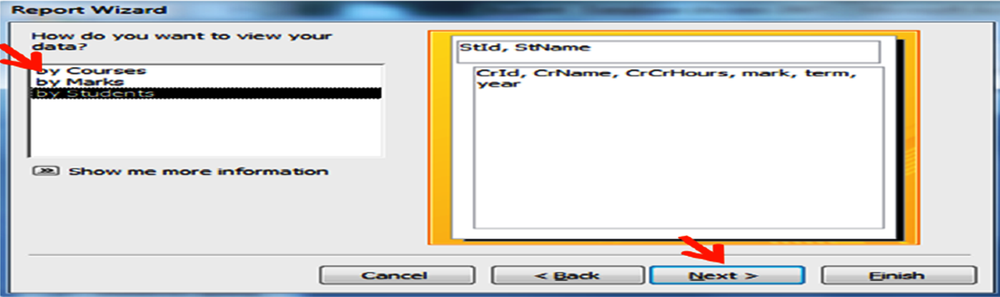 Report Wizard
How do you want to view your
data?
by Courses
by Marks
by Students
Show me more information
StId, StName
CrId, CrName, CrCrHours, mark, term,
year
Cancel
< Back
Next >
Finish